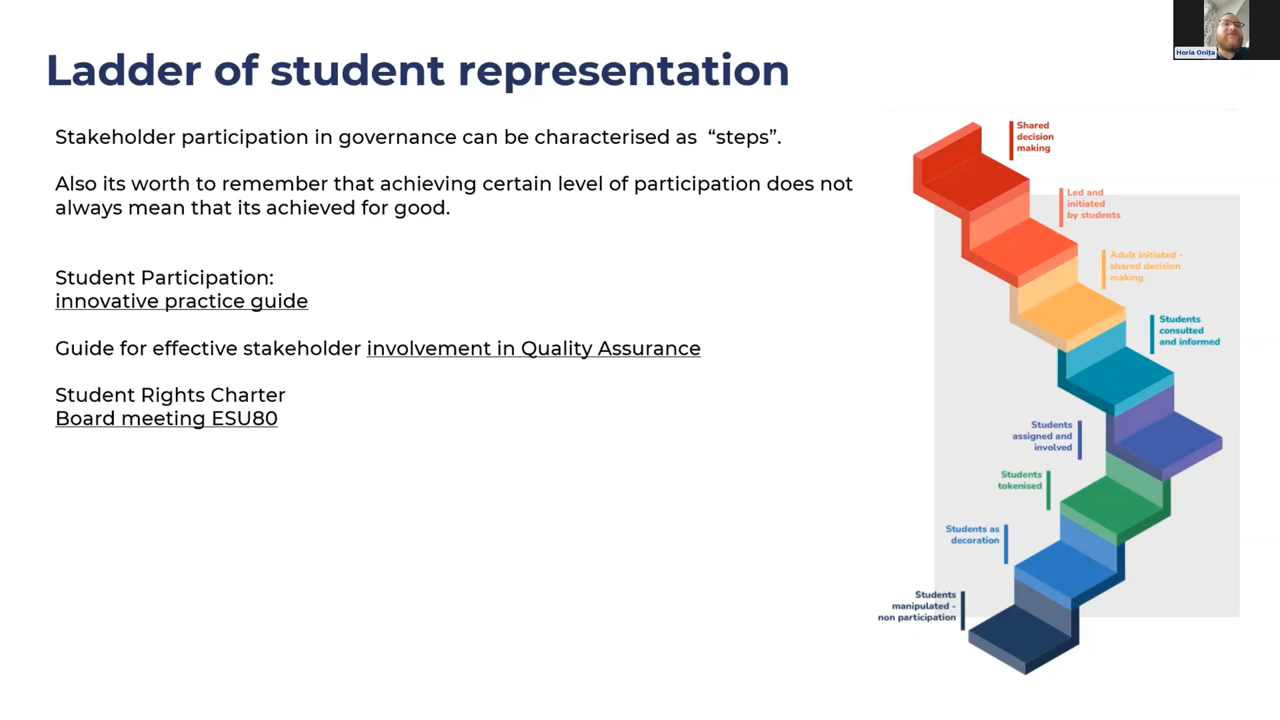 Horia Onița
Ladder of student representation
Stakeholder participation in governance can be characterised as “steps”.
Also its worth to remember that achieving certain level of participation does not
always mean that its achieved for good.
Student Participation:
innovative practice guide
Guide for effective stakeholder involvement in Quality Assurance
Student Rights Charter
Board meeting ESU80
Shared
decision
making
Led and
initiated
by students
Adult initiated -
shared decision
making
Students
consulted
and informed
Students
assigned and
involved
Students
tokenised
Students as
decoration
Students
manipulated -
non participation